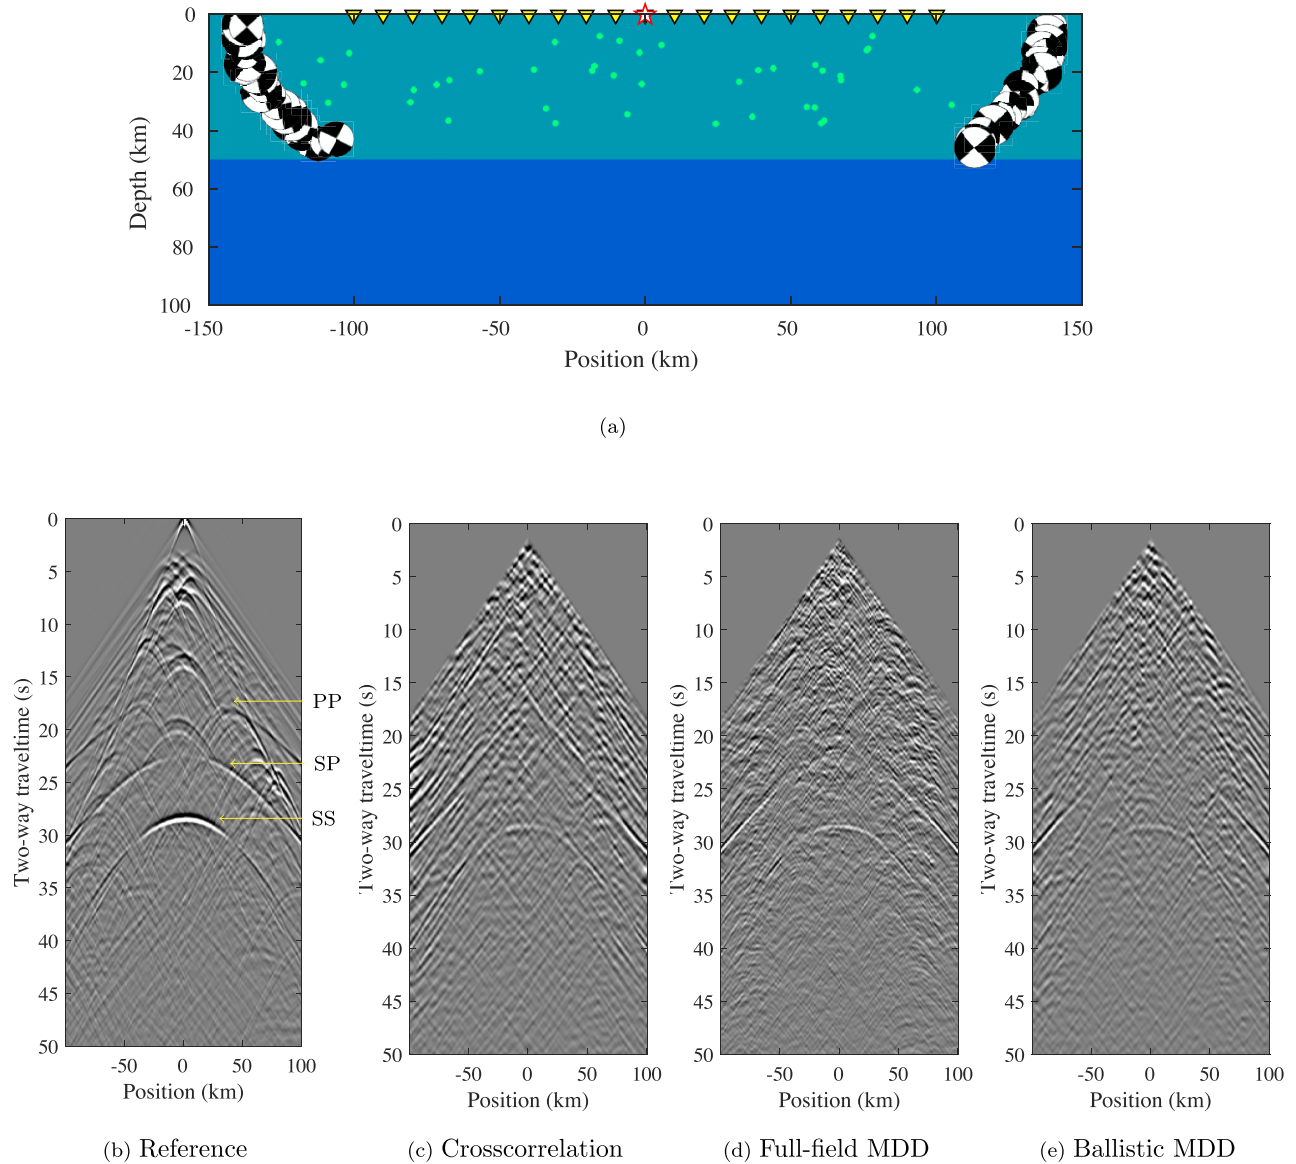 0
20
40
60
80
100
Depth (km)
-150 -100 -50 0 50 100 150
Position (km)
(a)
0
5
10
15
20
25
30
35
40
45
50
Two-way traveltime (s)
-50 0 50 100
Position (km)
PP
SP
SS
(b) Reference
0
5
10
15
20
25
30
35
40
45
50
Two-way traveltime (s)
-50 0 50 100
Position (km)
(c) Crosscorrelation
0
5
10
15
20
25
30
35
40
45
50
Two-way traveltime (s)
-50 0 50 100
Position (km)
(d) Full-field MDD
0
5
10
15
20
25
30
35
40
45
50
Two-way traveltime (s)
-50 0 50 100
Position (km)
(e) Ballistic MDD